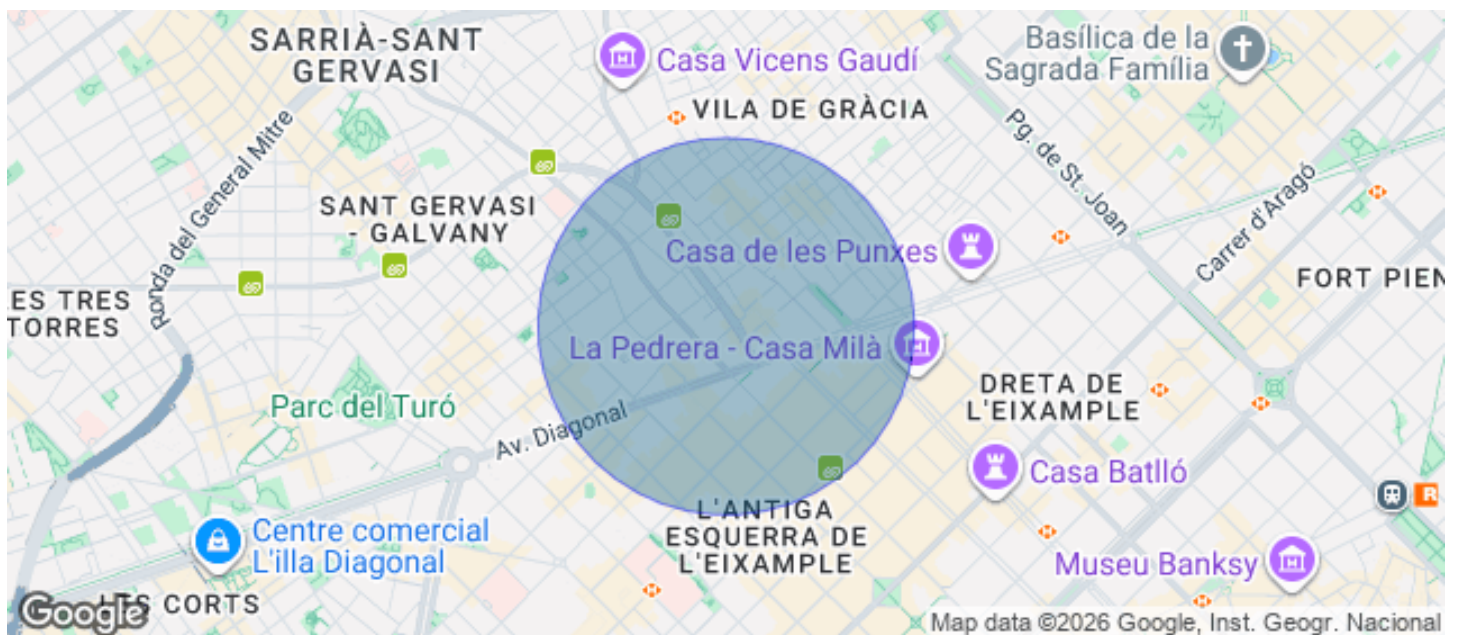 SARRIÀ-SANT
GERVASI
Casa Vicens Gaudí
Basílica de la
Sagrada Família
VILA DE GRÀCIA
Ronda del General Mitre
Pg. de St. Joan
SANT GERVASI
- GALVANY
Carrer d'Aragó
Casa de les Punxes
FORT PIEN
ES TRES
TORRES
La Pedrera - Casa Milà
DRETA DE
L'EIXAMPLE
Parc del Turó
Av. Diagonal
Casa Batlló
R
L'ANTIGA
ESQUERRA DE
L'EIXAMPLE
Centre comercial
L'illa Diagonal
Museu Banksy
CORTS
Google
Map data ©2026 Google, Inst. Geogr. Nacional